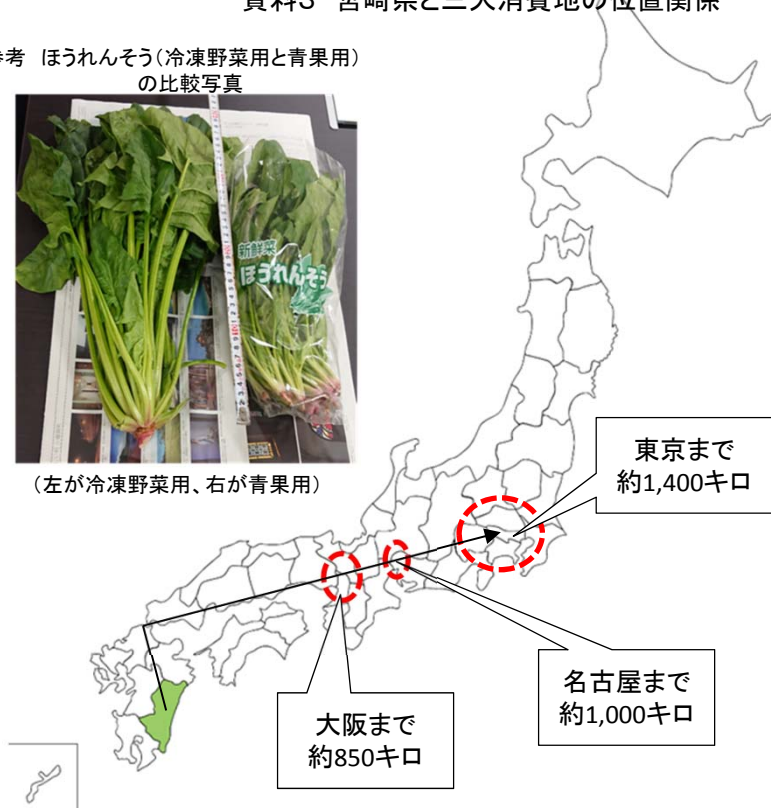 資料3 宮崎県と三大消費地の位置関係
参考 ほうれんそう(冷凍野菜用と青果用)
の比較写真
新鮮菜
ほうれんそう
(左が冷凍野菜用、右が青果用)
東京まで
約1,400キロ
名古屋まで
約1,000キロ
大阪まで
約850キロ